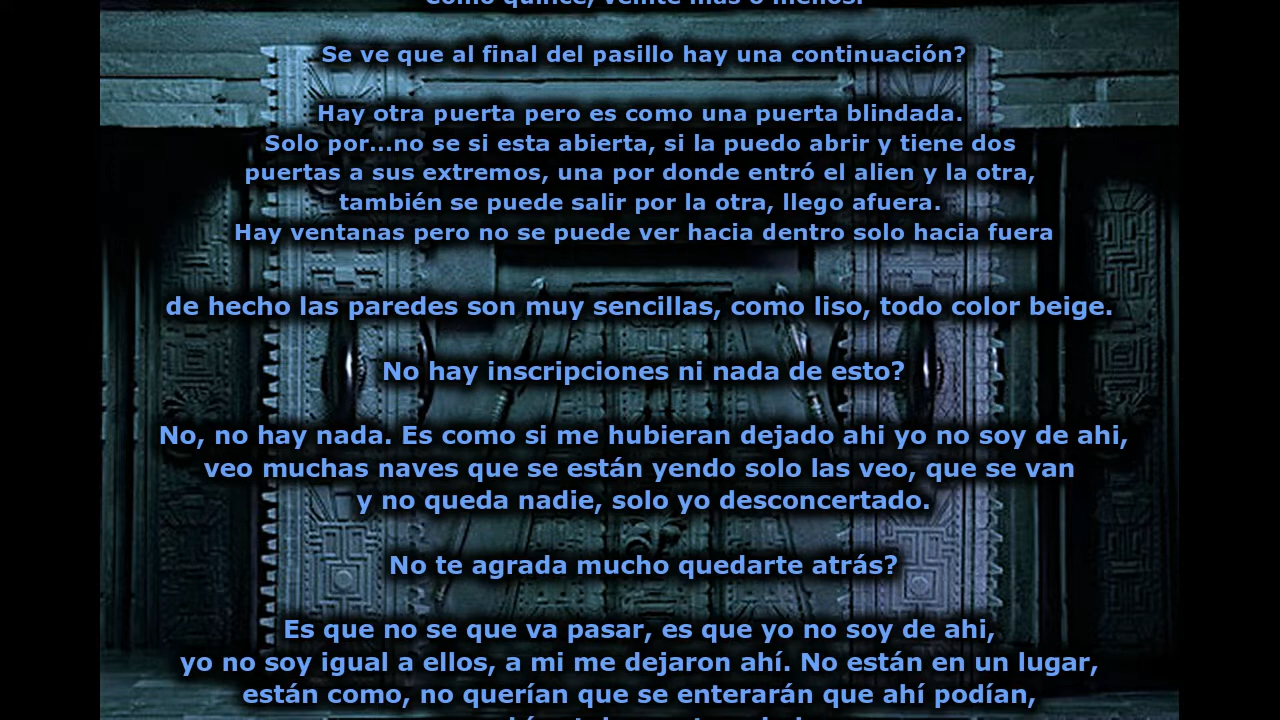 Como quince, veinte más o menos.
Se ve que al final del pasillo hay una continuación?
Hay otra puerta pero es como una puerta blindada.
Solo por...no se si esta abierta, si la puedo abrir y tiene dos
puertas a sus extremos, una por donde entró el alien y la otra,
también se puede salir por la otra, llego afuera.
Hay ventanas pero no se puede ver hacia dentro solo hacia fuera
de hecho las paredes son muy sencillas, como liso, todo color beige.
No hay inscripciones ni nada de esto?
No, no hay nada. Es como si me hubieran dejado ahi yo no soy de ahi,
veo muchas naves que se están yendo solo las veo, que se van
y no queda nadie, solo yo desconcertado.
No te agrada mucho quedarte atrás?
Es que no se que va pasar, es que yo no soy de ahi,
yo no soy igual a ellos, a mi me dejaron ahí. No están en un lugar,
están como, no querían que se enterarán que ahí podían,